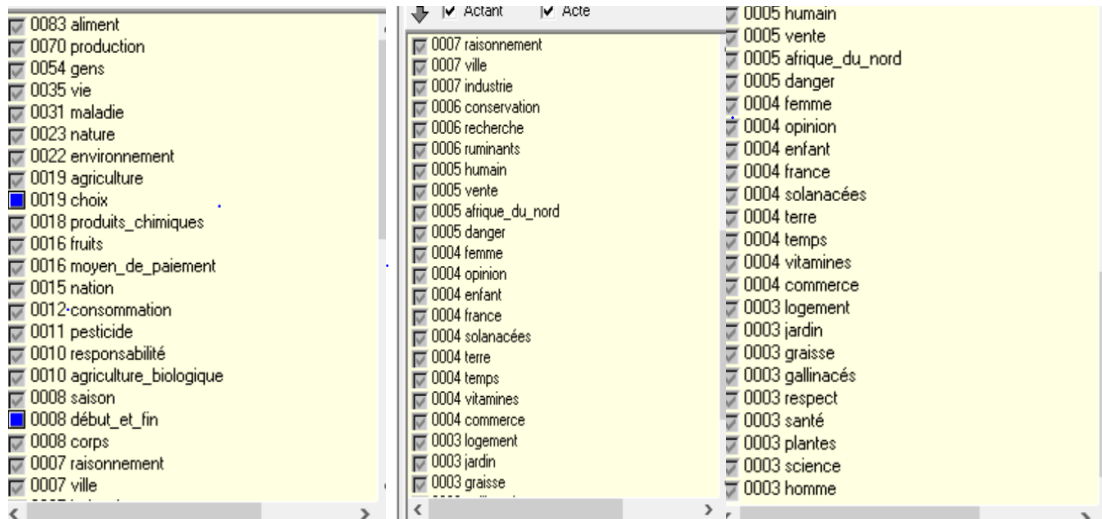 0083 aliment
0070 production
0054 gens
0035 vie
0031 maladie
0023 nature
0022 environnement
0019 agriculture
0019 choix
0018 produits_chimiques
0016 fruits
0016 moyen_de_paiement
0015 nation
0012 consommation
0011 pesticide
0010 responsabilité
0010 agriculture_biologique
0008 saison
0008 début_et_fin
0008 corps
0007 raisonnement
0007 ville
Actant Acte
0007 raisonnement
0007 ville
0007 industrie
0006 conservation
0006 recherche
0006 ruminants
0005 humain
0005 vente
0005 afrique_du_nord
0005 danger
0004 femme
0004 opinion
0004 enfant
0004 france
0004 solanacées
0004 terre
0004 temps
0004 vitamines
0004 commerce
0003 logement
0003 jardin
0003 graisse
0005 humain
0005 vente
0005 afrique_du_nord
0005 danger
0004 femme
0004 opinion
0004 enfant
0004 france
0004 solanacées
0004 terre
0004 temps
0004 vitamines
0004 commerce
0003 logement
0003 jardin
0003 graisse
0003 gallinacés
0003 respect
0003 santé
0003 plantes
0003 science
0003 homme